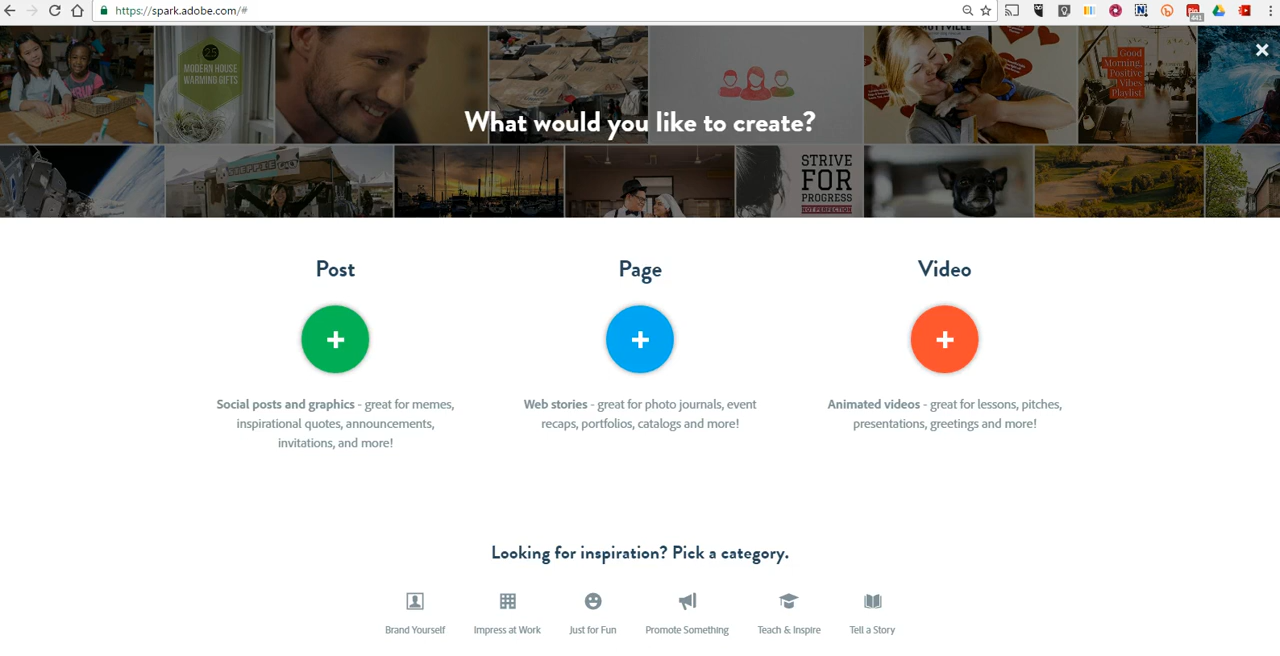 https://spark.adobe.com/#
441
25
MODERN HOUSE
WARMING GIFTS
Good
Morning,
Positive
Vibes
Playlist
What would you like to create?
STRIVE
FOR
PROGRESS
NOT PERFECTION
Post
Page
Video
Social posts and graphics - great for memes,
inspirational quotes, announcements,
invitations, and more!
Web stories - great for photo journals, event
recaps, portfolios, catalogs and more!
Animated videos - great for lessons, pitches,
presentations, greetings and more!
Looking for inspiration? Pick a category.
Brand Yourself
Impress at Work
Just for Fun
Promote Something
Teach & Inspire
Tell a Story